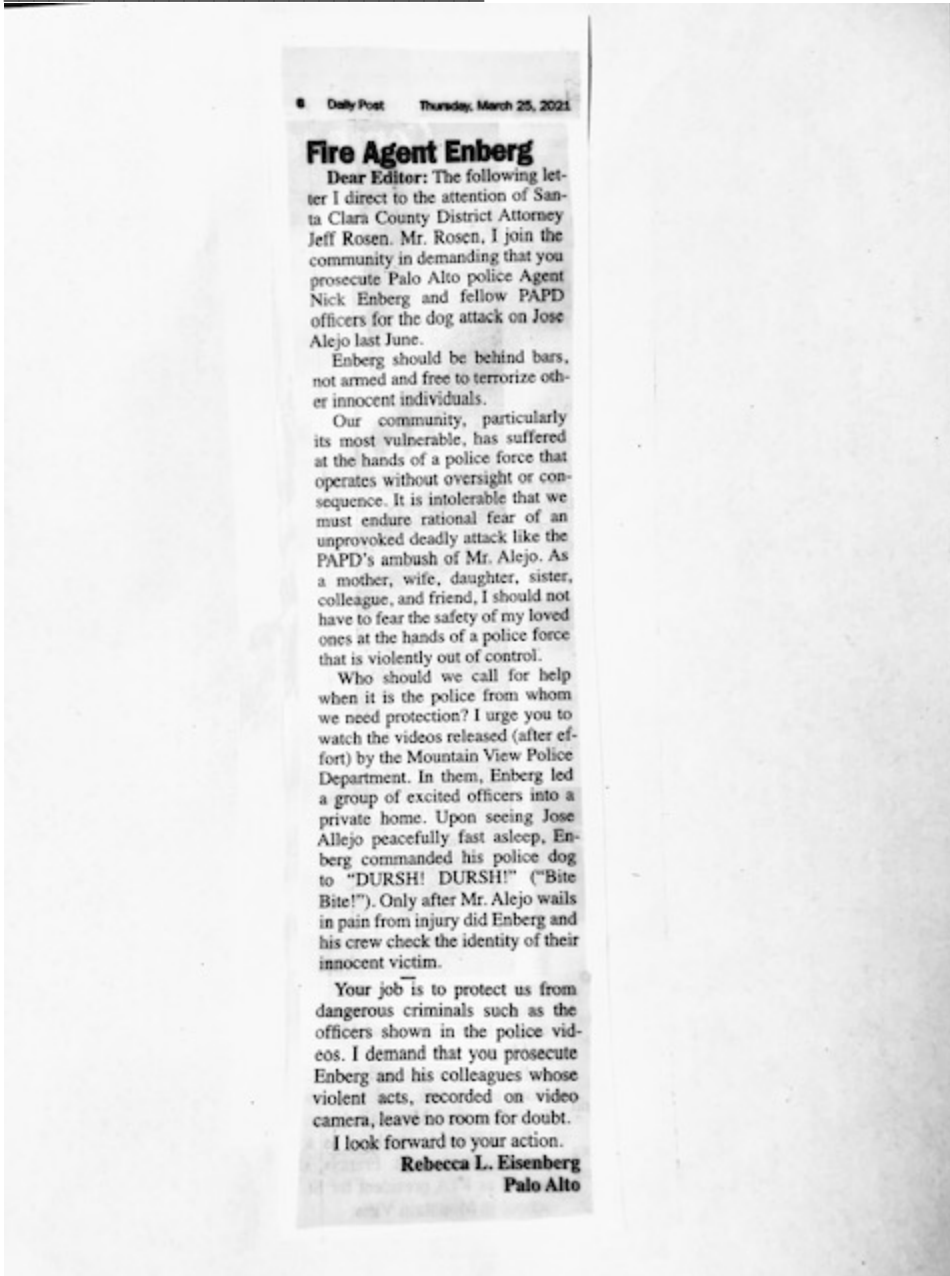 6 Daily Post Thursday, March 25, 2021
Fire Agent Enberg
Dear Editor: The following let-
ter I direct to the attention of San-
ta Clara County District Attorney
Jeff Rosen. Mr. Rosen, I join the
community in demanding that you
prosecute Palo Alto police Agent
Nick Enberg and fellow PAPD
officers for the dog attack on Jose
Alejo last June.
Enberg should be behind bars,
not armed and free to terrorize oth-
er innocent individuals.
Our community, particularly
its most vulnerable, has suffered
at the hands of a police force that
operates without oversight or con-
sequence. It is intolerable that we
must endure rational fear of an
unprovoked deadly attack like the
PAPD's ambush of Mr. Alejo. As
a mother, wife, daughter, sister,
colleague, and friend, I should not
have to fear the safety of my loved
ones at the hands of a police force
that is violently out of control.
Who should we call for help
when it is the police from whom
we need protection? I urge you to
watch the videos released (after ef-
fort) by the Mountain View Police
Department. In them, Enberg led
a group of excited officers into a
private home. Upon seeing Jose
Allejo peacefully fast asleep, En-
berg commanded his police dog
to "DURSH! DURSH!" ("Bite
Bite!"). Only after Mr. Alejo wails
in pain from injury did Enberg and
his crew check the identity of their
innocent victim.
Your job is to protect us from
dangerous criminals such as the
officers shown in the police vid-
eos. I demand that you prosecute
Enberg and his colleagues whose
violent acts, recorded on video
camera, leave no room for doubt.
I look forward to your action.
Rebecca L. Eisenberg
Palo Alto